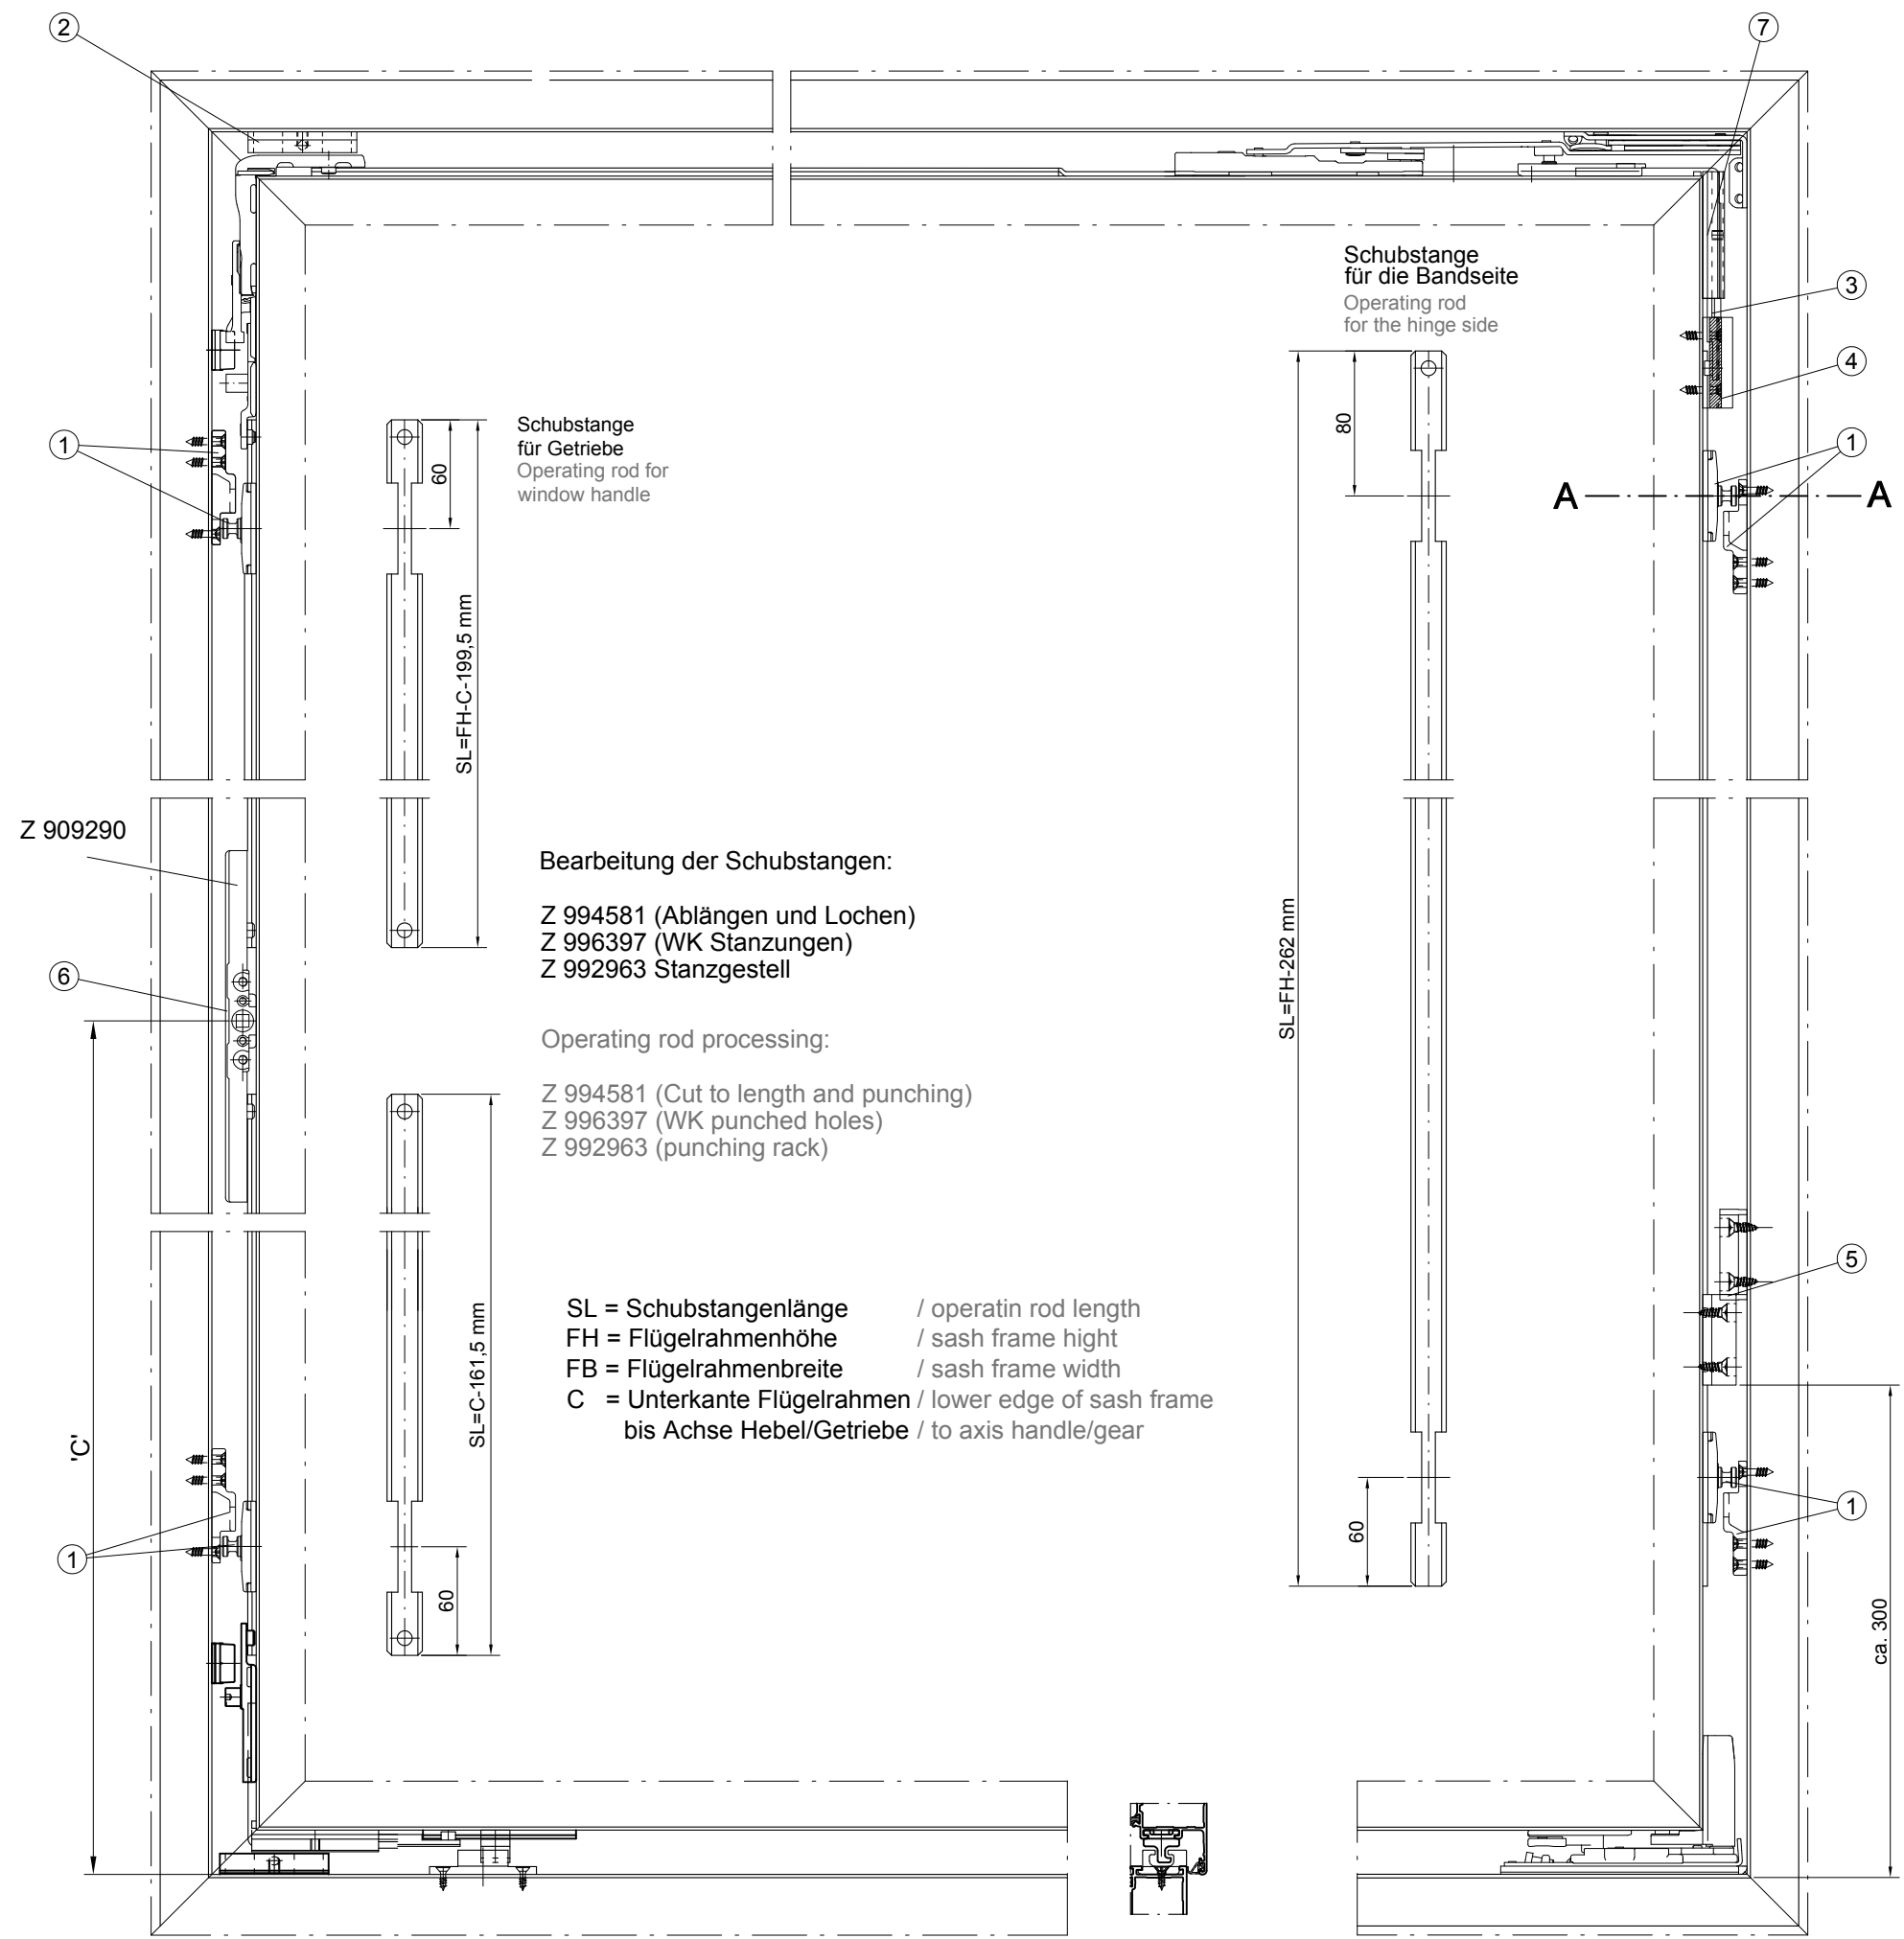 2
7
Schubstange
für die Bandseite
Operating rod
for the hinge side
3
4
1
80
A
A
Schubstange
für Getriebe
Operating rod for
window handle
60
1
SL=FH-C-199,5 mm
Z 909290
Bearbeitung der Schubstangen:
Z 994581 (Ablängen und Lochen)
Z 996397 (WK Stanzungen)
Z 992963 Stanzgestell
SL=FH-262 mm
6
Operating rod processing:
Z 994581 (Cut to length and punching)
Z 996397 (WK punched holes)
Z 992963 (punching rack)
5
SL = Schubstangenlänge / operatin rod length
FH = Flügelrahmenhöhe / sash frame hight
FB = Flügelrahmenbreite / sash frame width
C = Unterkante Flügelrahmen / lower edge of sash frame
bis Achse Hebel/Getriebe / to axis handle/gear
SL=C-161,5 mm
'C'
1
60
60
1
ca. 300